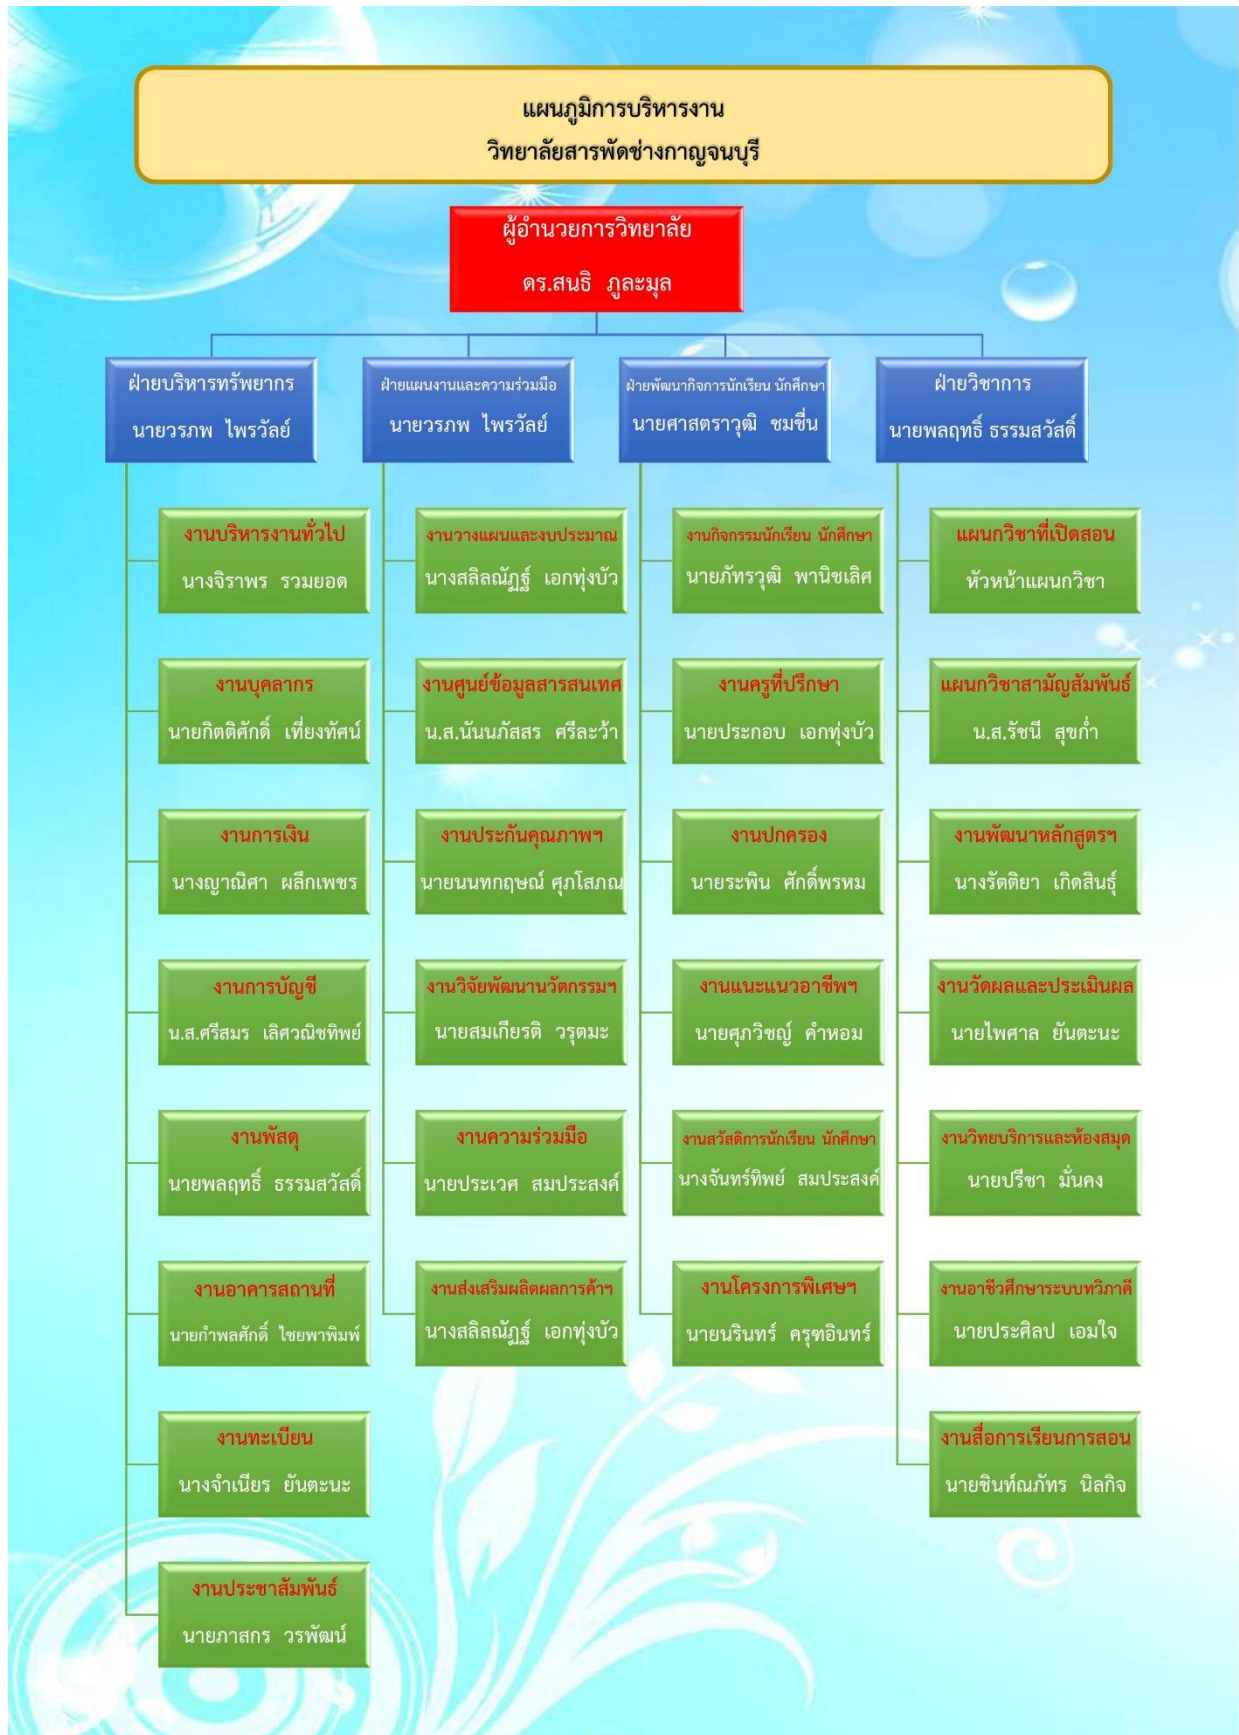 แผนภูมิการบริหารงาน
วิทยาลัยสารพัดช่างกาญจนบุรี
ผู้อำนวยการวิทยาลัย
ดร.สนธิ ภูละมุล
ฝ่ายบริหารทรัพยากร
นายวรภพ ไพรวัลย์
งานบริหารงานทั่วไป
นางจิราพร รวมยอด
งานบุคลากร
นายกิตติศักดิ์ เที่ยงทัศน์
งานการเงิน
นางญาณิศา ผลึกเพชร
งานการบัญชี
น.ส.ศรีสมร เลิศวณิชทิพย์
งานพัสดุ
นายพลฤทธิ์ ธรรมสวัสดิ์
งานอาคารสถานที่
นายกำพลศักดิ์ ไชยพาพิมพ์
งานทะเบียน
นางจำเนียร ยันตะนะ
งานประชาสัมพันธ์
นายภาสกร วรพัฒน์
ฝ่ายแผนงานและความร่วมมือ
นายวรภพ ไพรวัลย์
งานวางแผนและงบประมาณ
นางสลิลณัฏฐ์ เอกทุ่งบัว
งานศูนย์ข้อมูลสารสนเทศ
น.ส.นันนภัสสร ศรีละว้า
งานประกันคุณภาพฯ
นายนนทกฤษณ์ ศุภโสภณ
งานวิจัยพัฒนานวัตกรรมฯ
นายสมเกียรติ วรุตมะ
งานความร่วมมือ
นายประเวศ สมประสงค์
งานส่งเสริมผลิตผลการค้าฯ
นางสลิลณัฏฐ์ เอกทุ่งบัว
ฝ่ายพัฒนากิจการนักเรียน นักศึกษา
นายศาสตราวุฒิ ชมชื่น
งานกิจกรรมนักเรียน นักศึกษา
นายภัทรวุฒิ พานิชเลิศ
งานครูที่ปรึกษา
นายประกอบ เอกทุ่งบัว
งานปกครอง
นายระพิน ศักดิ์พรหม
งานแนะแนวอาชีพฯ
นายศุภวิชญ์ คำหอม
งานสวัสดิการนักเรียน นักศึกษา
นางจันทร์ทิพย์ สมประสงค์
งานโครงการพิเศษฯ
นายนรินทร์ ครุฑอินทร์
ฝ่ายวิชาการ
นายพลฤทธิ์ ธรรมสวัสดิ์
แผนกวิชาที่เปิดสอน
หัวหน้าแผนกวิชา
แผนกวิชาสามัญสัมพันธ์
น.ส.รัชนี สุขก่ำ
งานพัฒนาหลักสูตรฯ
นางรัตติยา เกิดสินธุ์
งานวัดผลและประเมินผล
นายไพศาล ยันตะนะ
งานวิทยบริการและห้องสมุด
นายปรีชา มั่นคง
งานอาชีวศึกษาระบบทวิภาคี
นายประศิลป เอมใจ
งานสื่อการเรียนการสอน
นายชินท์ณภัทร นิลกิจ